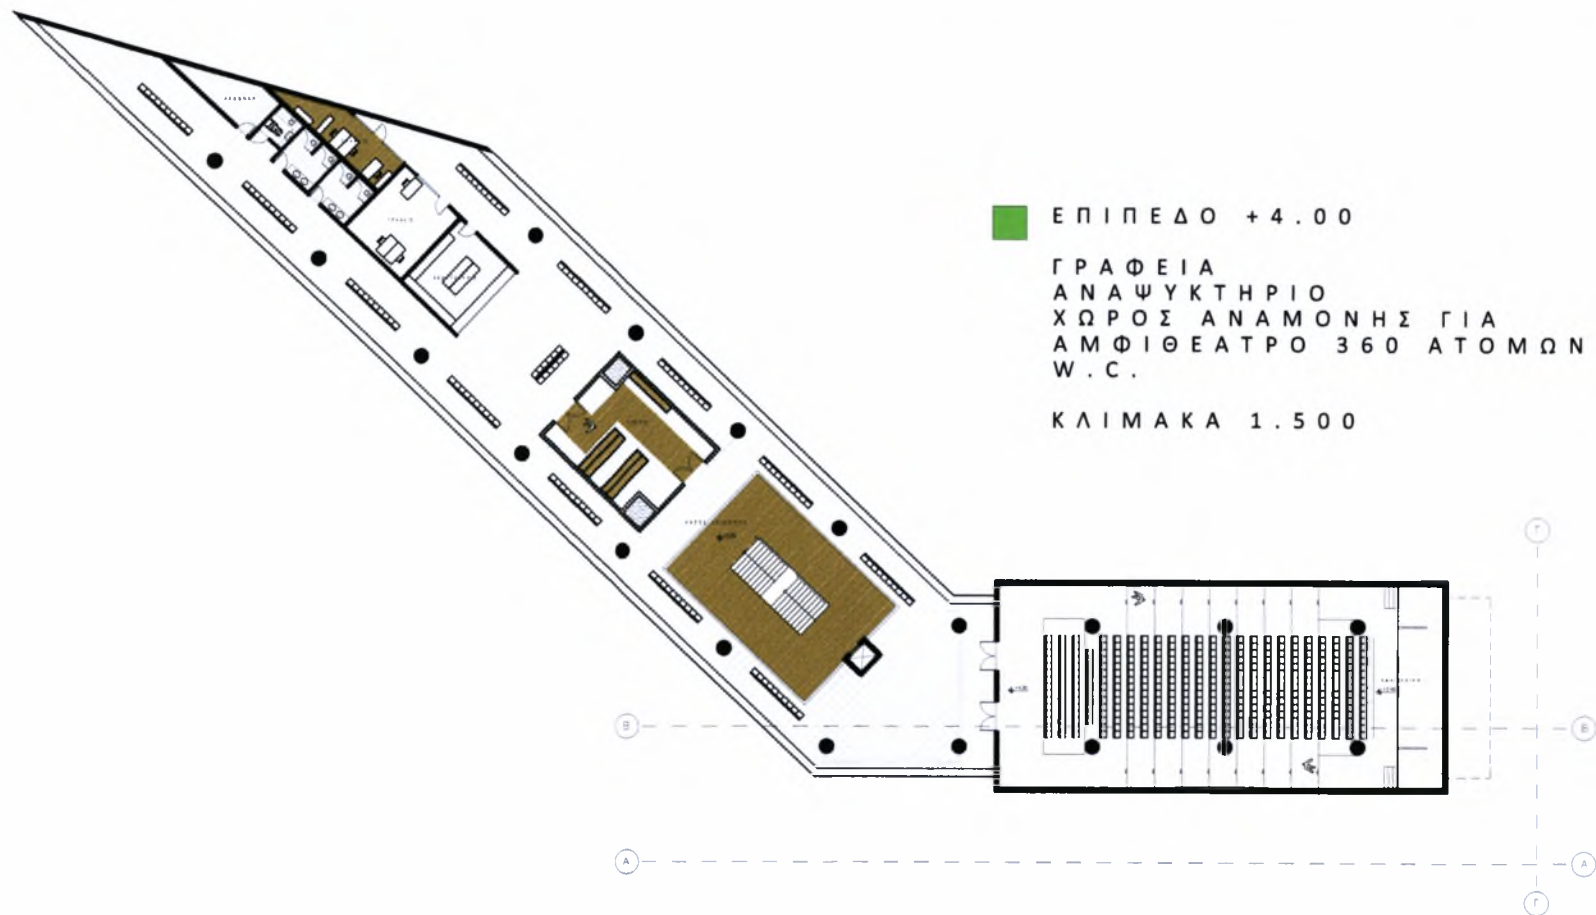 ΕΠΙΠΕΔΟ +4.00
ΓΡΑΦΕΙΑ
ΑΝΑΨΥΚΤΗΡΙΟ
ΧΩΡΟΣ ΑΝΑΜΟΝΗΣ ΓΙΑ
ΑΜΦΙΘΕΑΤΡΟ 360 ΑΤΟΜΩΝ
W.C.
ΚΛΙΜΑΚΑ 1.500
Γ
Β
Β
Α
Α
Γ